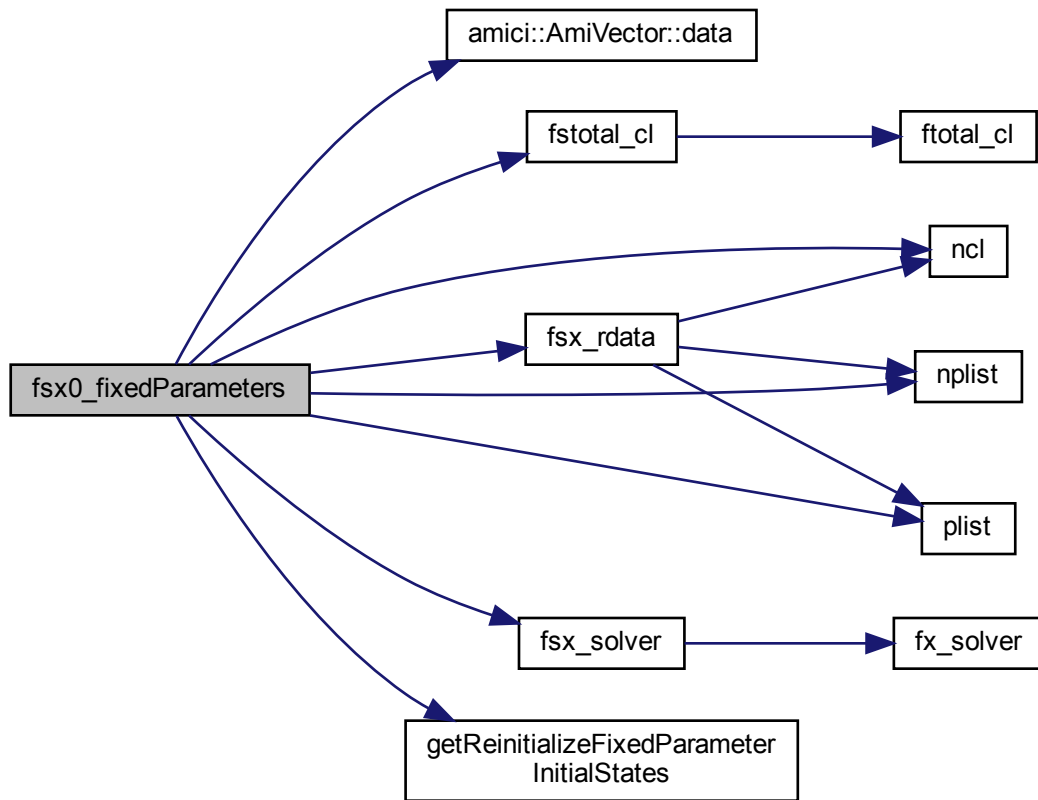 amici::AmiVector::data
fstotal_cl
ftotal_cl
ncl
fsx_rdata
nplist
fsx0_fixedParameters
plist
fsx_solver
fx_solver
getReinitializeFixedParameter
InitialStates